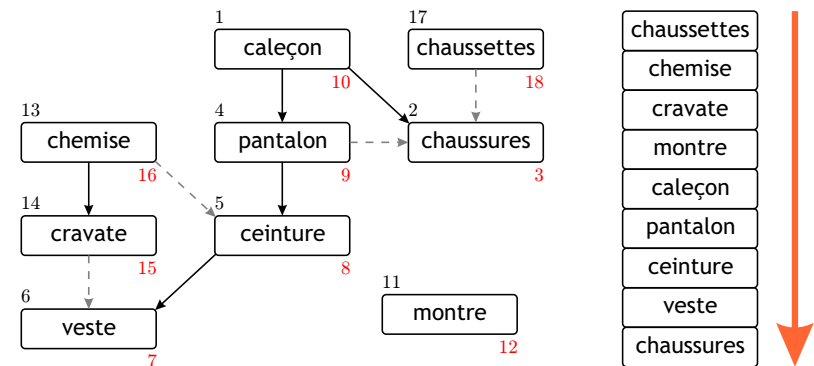 1
caleçon
10
17
chaussettes
18
13
chemise
16
4
pantalon
9
2
chaussures
3
14
cravate
15
5
ceinture
8
6
veste
7
11
montre
12
chaussettes
chemise
cravate
montre
caleçon
pantalon
ceinture
veste
chaussures